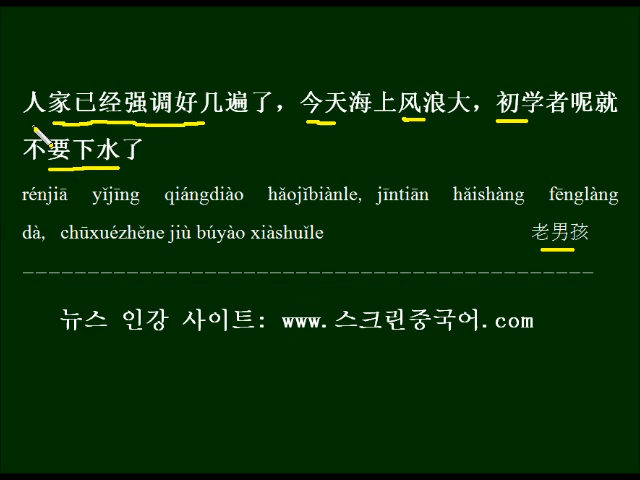 人家已经强调好几遍了，今天海上风浪大，初学者呢就
不要下水了
rénjiā yǐjīng qiángdiào hǎojǐbiànle, jīntiān hǎishàng fēnglàng
dà, chūxuézhěne jiù búyào xiàshuǐle 老男孩
뉴스 인강 사이트: www.스크린중국어.com